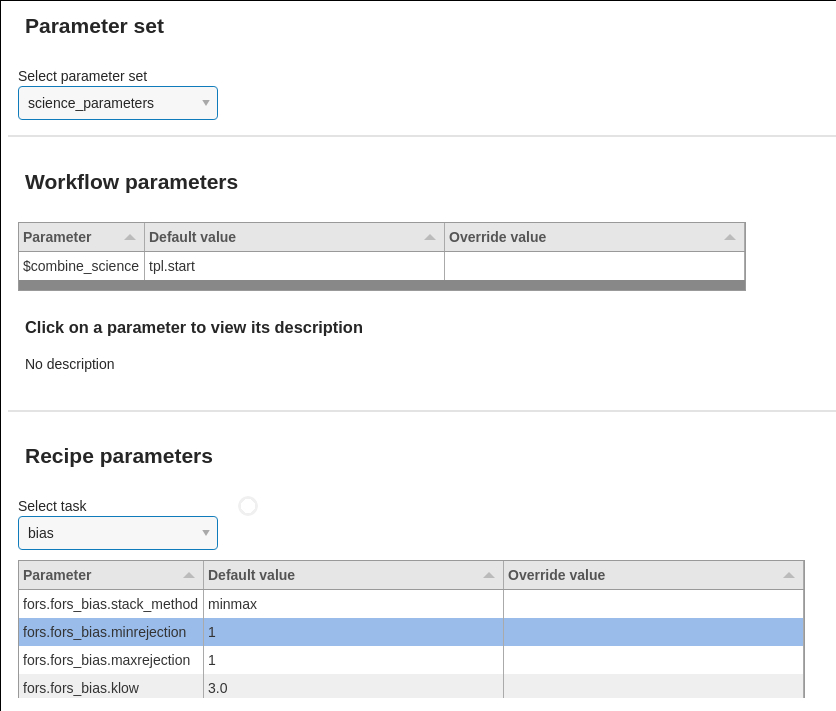 Parameter set
Select parameter set
science_parameters
Workflow parameters
Parameter Default value Override value
$combine_science tpl.start
Click on a parameter to view its description
No description
Recipe parameters
Select task
bias
Parameter Default value Override value
fors.fors_bias.stack_method minmax
fors.fors_bias.minrejection 1
fors.fors_bias.maxrejection 1
fors.fors_bias.klow 3.0